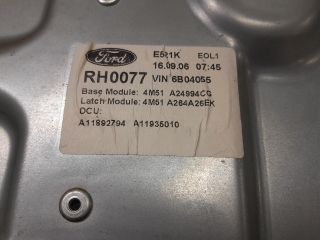 Ford E5R1K EOL1
16.09.06 07:45
RH0077 VIN 6B04055
Base Module: 4M51 A24994CG
Latch Module: 4M51 A264A26EK
DCU:
A11892794 A11935010